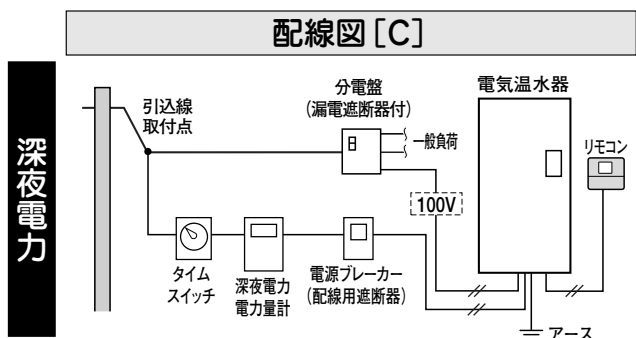 配線図[C]
深夜電力
引込線
取付点
分電盤
(漏電遮断器付)
一般負荷
100V
電気温水器
リモコン
タイム
スイッチ
深夜電力
電力量計
電源ブレーカー
(配線用遮断器)
アース